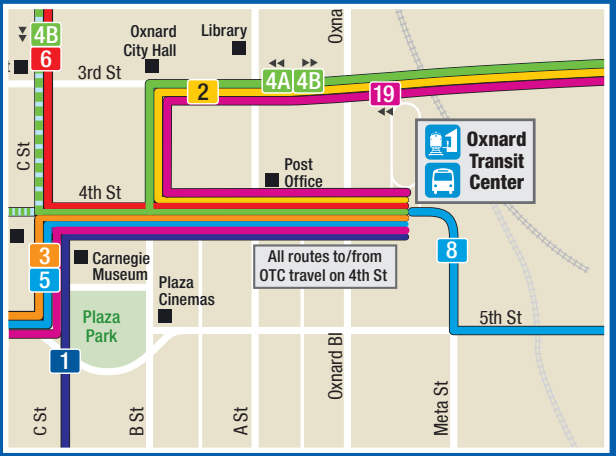 4B
6
t
C St
3rd St
Oxnard
City Hall
Library
Oxna
2
4A
4B
19
Oxnard
Transit
Center
Post
Office
4th St
3
5
Carnegie
Museum
All routes to/from
OTC travel on 4th St
8
Plaza
Cinemas
Plaza
Park
5th St
1
C St
B St
A St
Oxnard Bl
Meta St